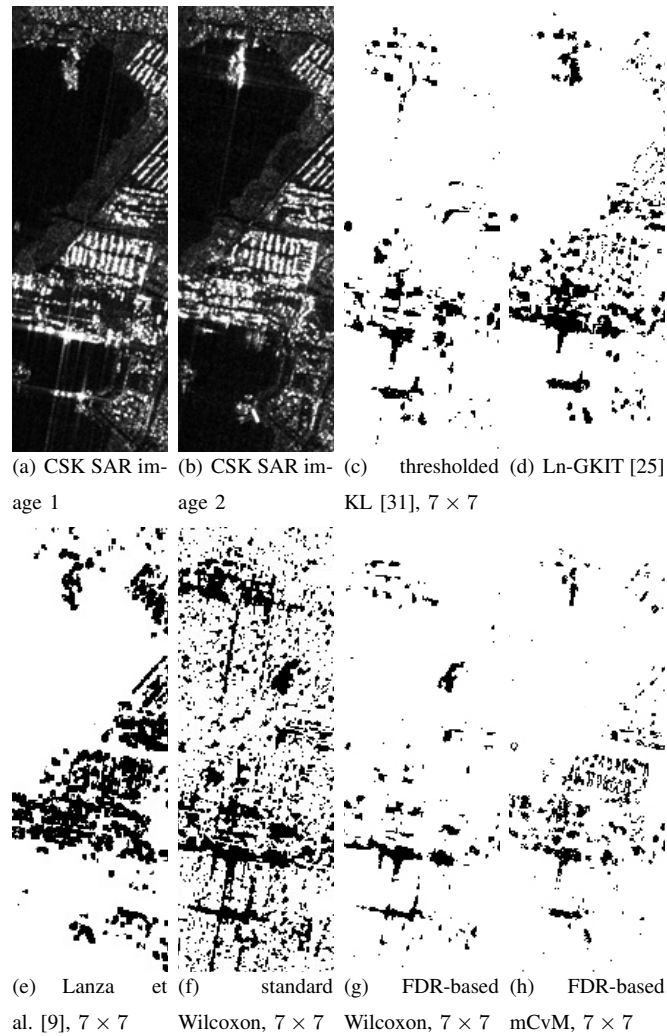 (a) CSK SAR im-
age 1
(b) CSK SAR im-
age 2
(c) thresholded
KL [31], 7 × 7
(d) Ln-GKIT [25]
(e) Lanza et
al. [9], 7 × 7
(f) standard
Wilcoxon, 7 × 7
(g) FDR-based
Wilcoxon, 7 × 7
(h) FDR-based
mCvM, 7 × 7